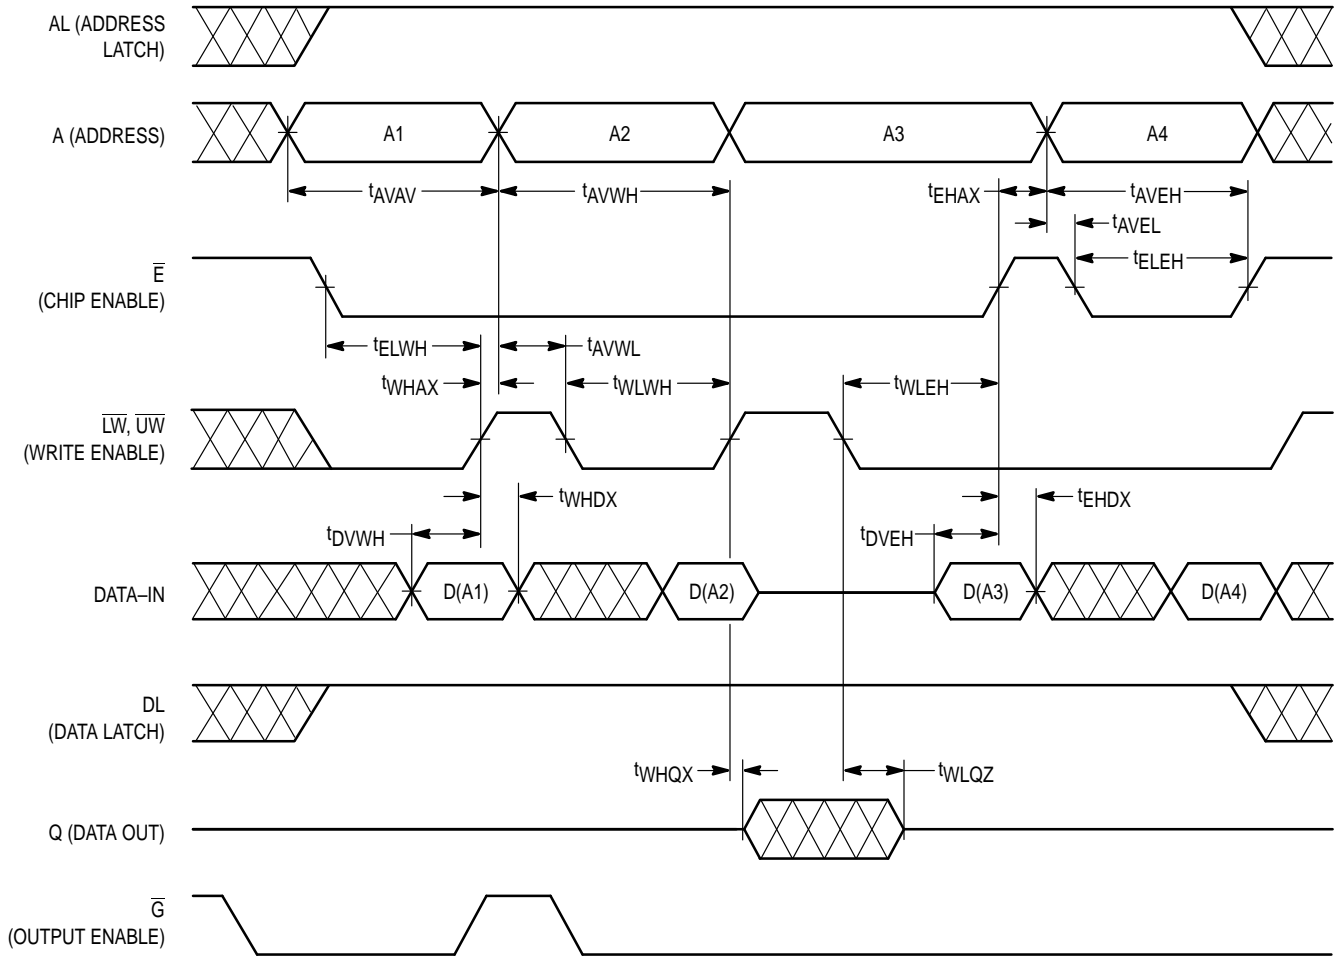 AL (ADDRESS
LATCH)
A (ADDRESS)
A1
A2
A3
A4
tAVAV
tAVWH
tEHAX
tAVEH
tAVEL
E̅
(CHIP ENABLE)
tELEH
tELWH
tAVWL
tWHAX
tWLWH
tWLEH
L̅W̅, U̅W̅
(WRITE ENABLE)
tWHDX
tEHDX
tDVWH
tDVEH
DATA–IN
D(A1)
D(A2)
D(A3)
D(A4)
DL
(DATA LATCH)
tWHQX
tWLQZ
Q (DATA OUT)
G̅
(OUTPUT ENABLE)